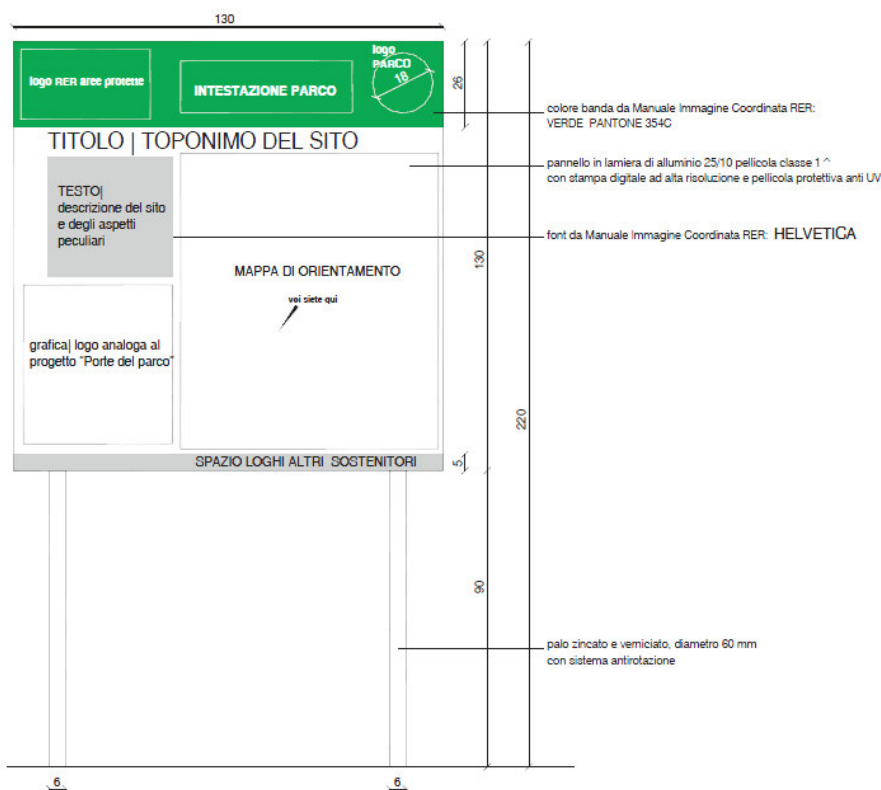 130
logo RER aree protette
INTESTAZIONE PARCO
logo
PARCO
18
26
colore banda da Manuale Immagine Coordinata RER:
VERDE PANTONE 354C
TITOLO | TOPONIMO DEL SITO
pannello in lamiera di alluminio 25/10 pellicola classe 1 ^
con stampa digitale ad alta risoluzione e pellicola protettiva anti UV
TESTO|
descrizione del sito
e degli aspetti
peculiari
font da Manuale Immagine Coordinata RER: HELVETICA
MAPPA DI ORIENTAMENTO
voi siete qui
130
grafica| logo analoga al
progetto "Porte del parco"
220
SPAZIO LOGHI ALTRI SOSTENITORI
5
90
palo zincato e verniciato, diametro 60 mm
con sistema antirotazione
6
6